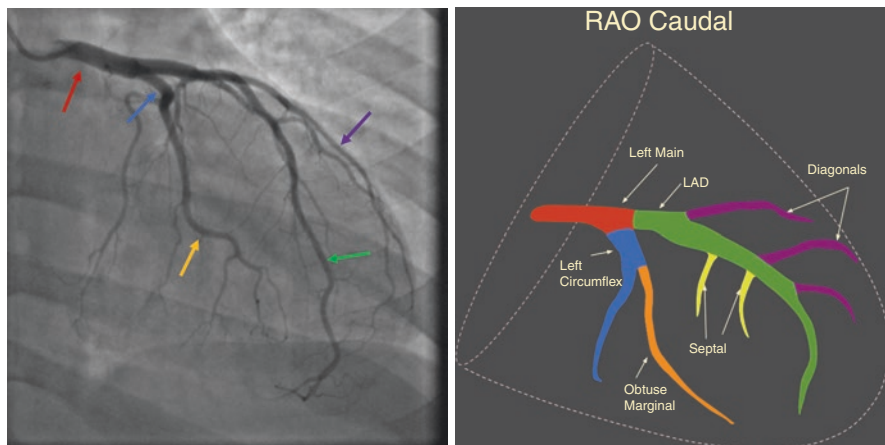 RAO Caudal
Left Main
LAD
Diagonals
Left
Circumflex
Septal
Obtuse
Marginal